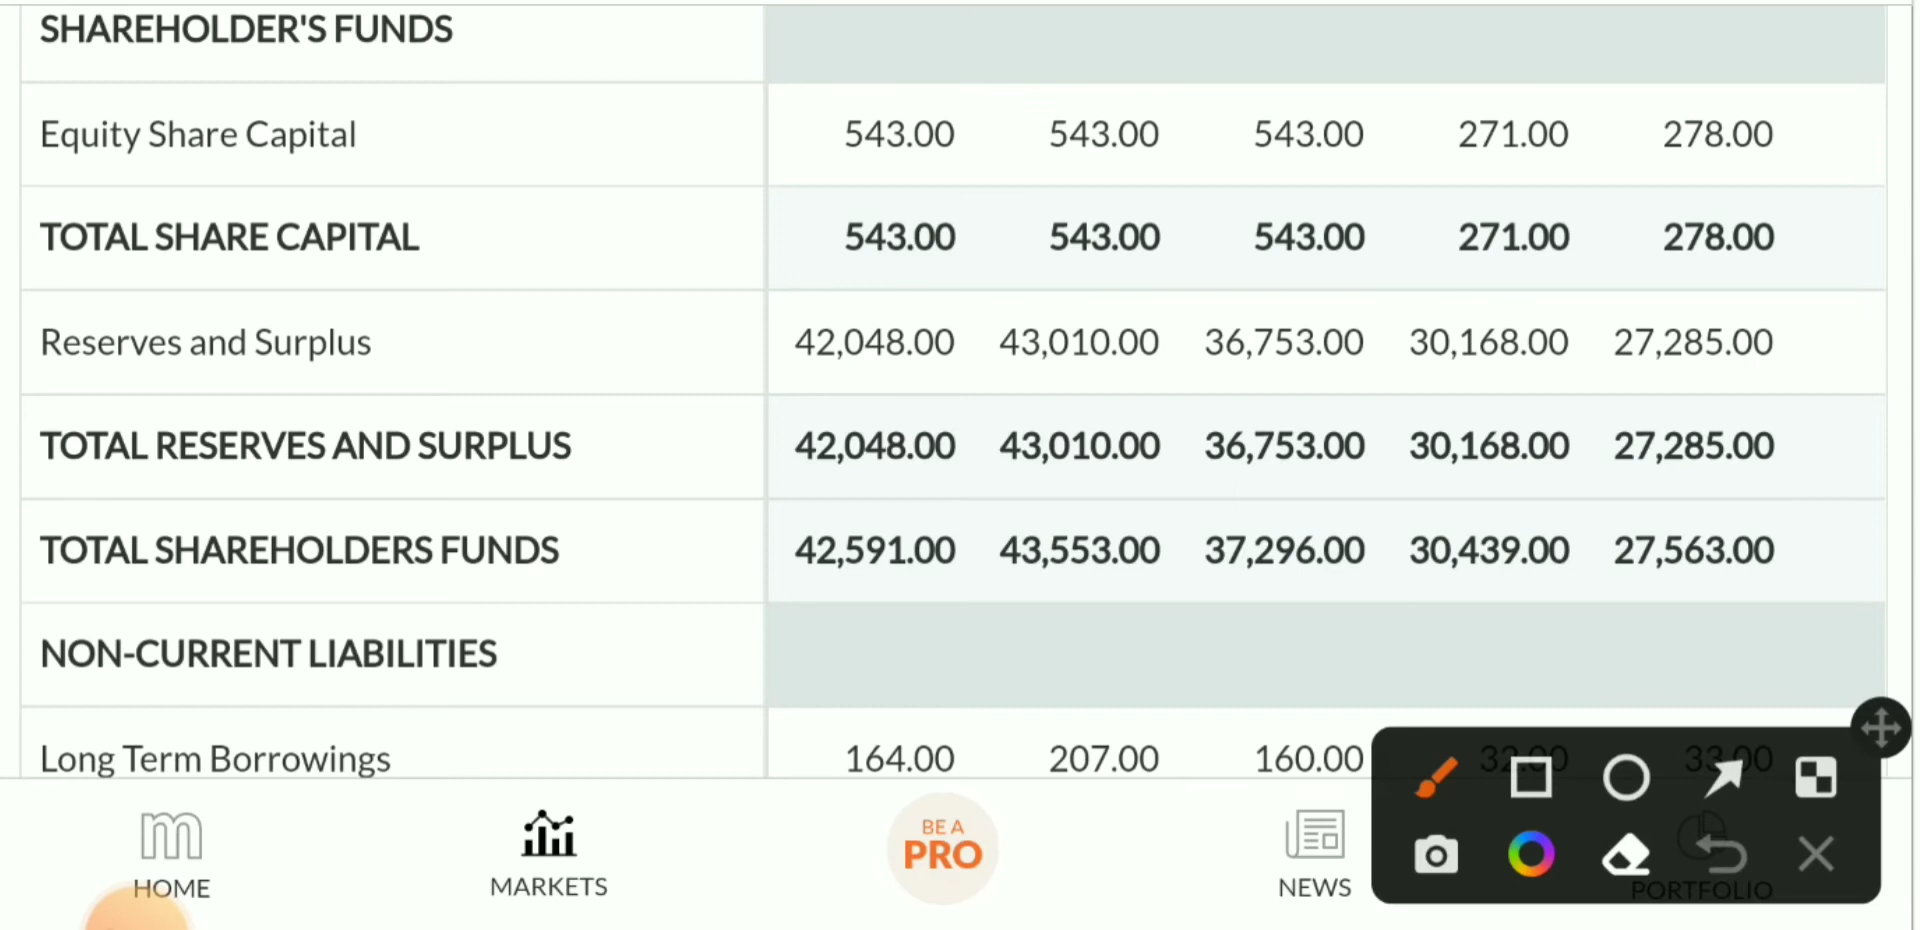 SHAREHOLDER'S FUNDS
Equity Share Capital 543.00 543.00 543.00 271.00 278.00
TOTAL SHARE CAPITAL 543.00 543.00 543.00 271.00 278.00
Reserves and Surplus 42,048.00 43,010.00 36,753.00 30,168.00 27,285.00
TOTAL RESERVES AND SURPLUS 42,048.00 43,010.00 36,753.00 30,168.00 27,285.00
TOTAL SHAREHOLDERS FUNDS 42,591.00 43,553.00 37,296.00 30,439.00 27,563.00
NON-CURRENT LIABILITIES
Long Term Borrowings 164.00 207.00 160.00 32.00 33.00
m
HOME
MARKETS
BE A
PRO
NEWS
PORTFOLIO